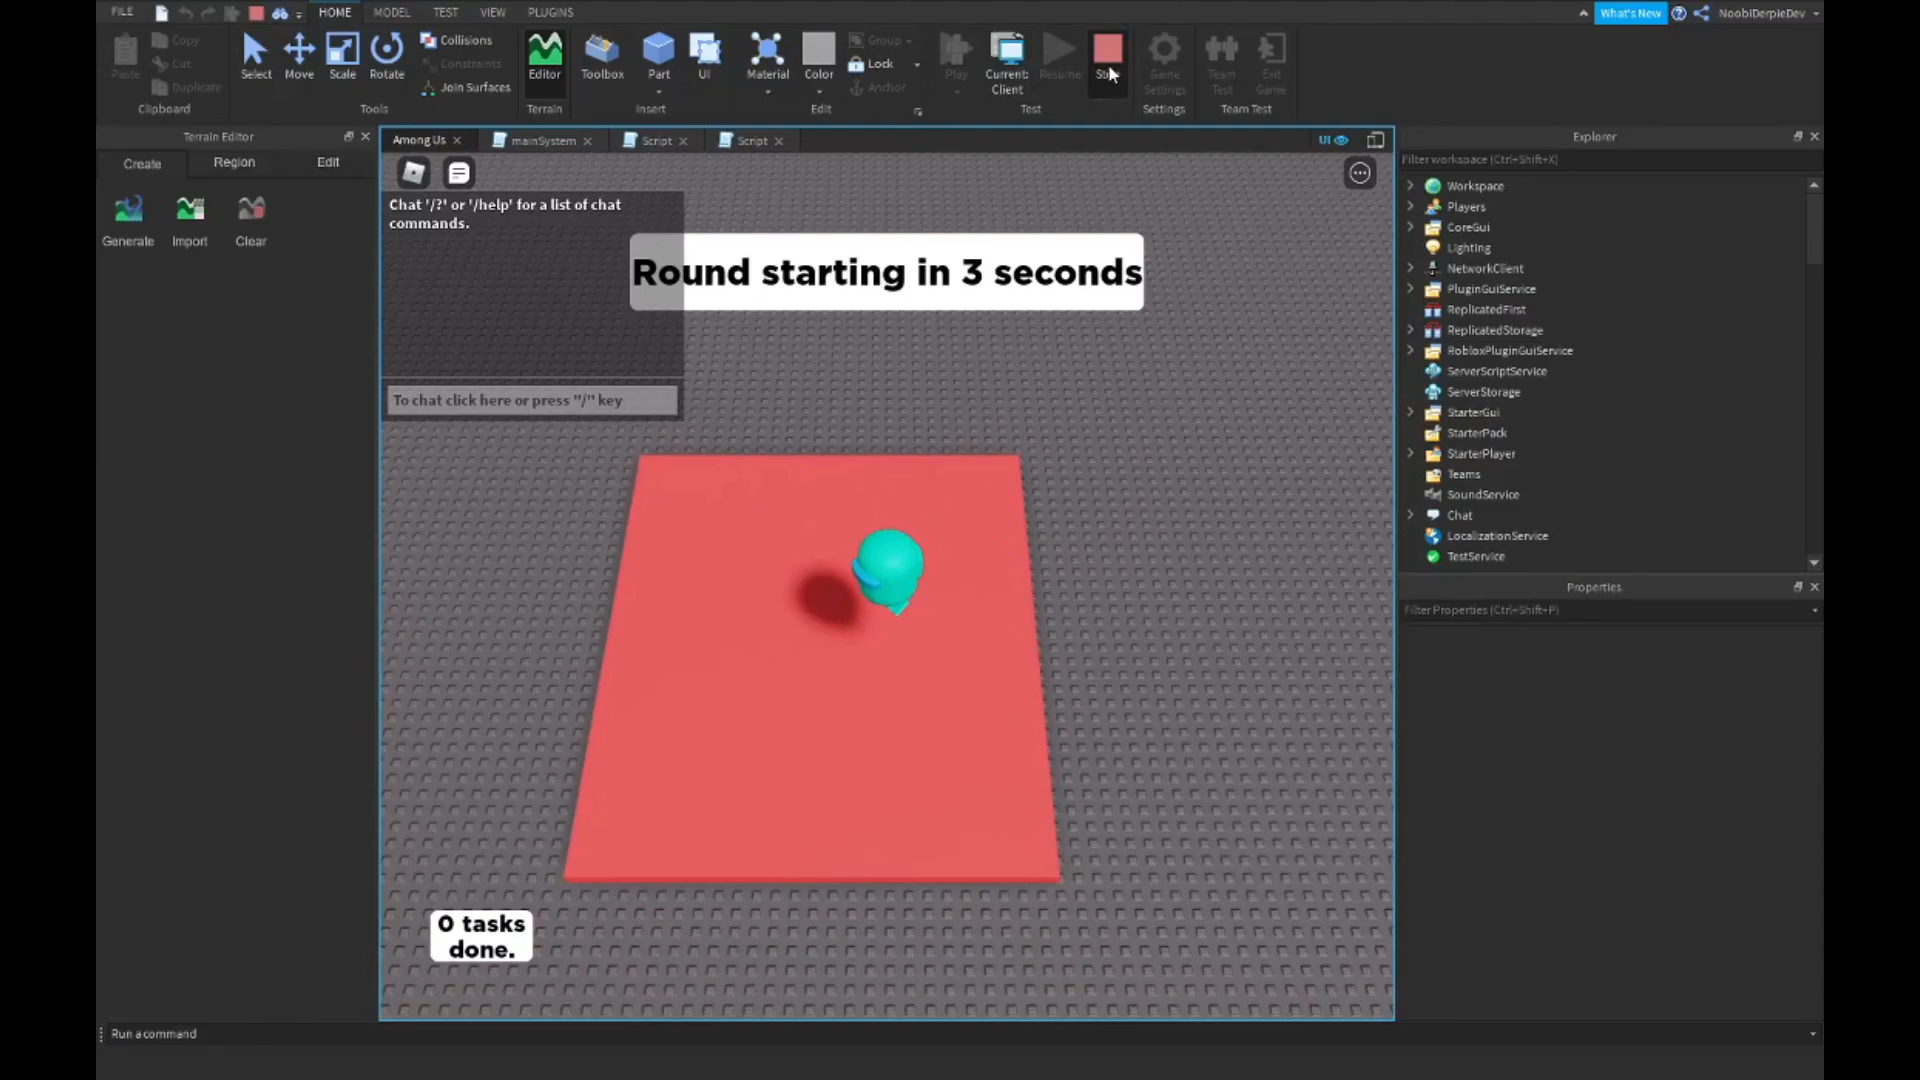 FILE HOME MODEL TEST VIEW PLUGINS What's New NoobiDerpieDev
Copy
Cut
Duplicate
Paste
Clipboard
Select Move Scale Rotate
Collisions
Constraints
Join Surfaces
Tools
Editor
Terrain
Toolbox Part UI
Insert
Material Color
Group
Lock
Anchor
Edit
Play Current: Client Resume
Test
Game Settings
Settings
Team Test
Exit Game
Team Test
Terrain Editor
Create Region Edit
Generate Import Clear
Among Us mainSystem Script Script UI
Chat '/?' or '/help' for a list of chat
commands.
Round starting in 3 seconds
To chat click here or press "/" key
0 tasks
done.
Explorer
Filter workspace (Ctrl+Shift+X)
Workspace
Players
CoreGui
Lighting
NetworkClient
PluginGuiService
ReplicatedFirst
ReplicatedStorage
RobloxPluginGuiService
ServerScriptService
ServerStorage
StarterGui
StarterPack
StarterPlayer
Teams
SoundService
Chat
LocalizationService
TestService
Properties
Filter Properties (Ctrl+Shift+P)
Run a command